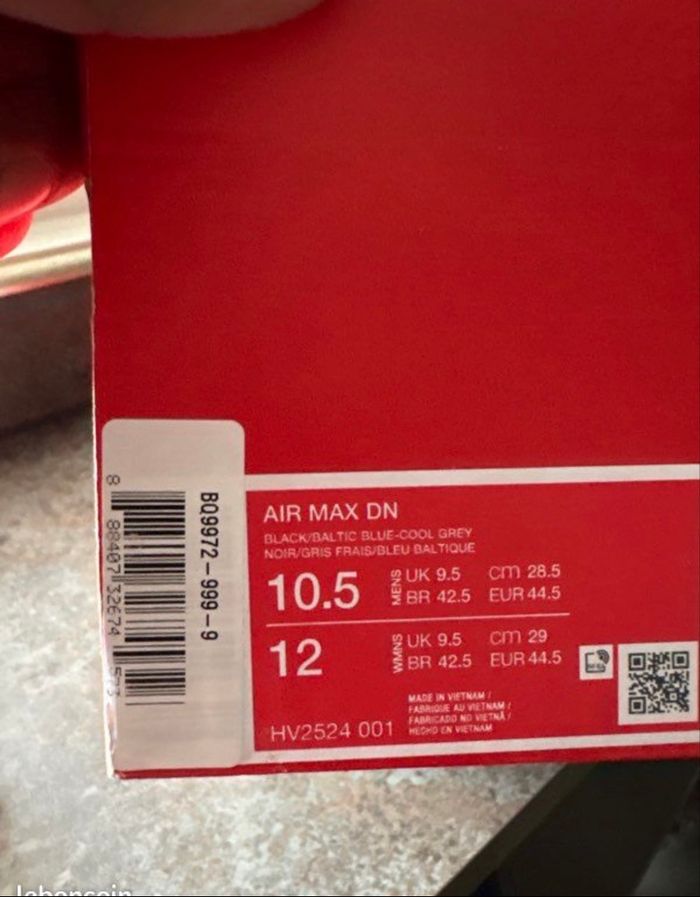 BQ9972-999-9
AIR MAX DN
BLACK/BALTIC BLUE-COOL GREY
NOIR/GRIS FRAIS/BLEU BALTIQUE
10.5 MENS UK 9.5 cm 28.5
BR 42.5 EUR 44.5
12 WMNS UK 9.5 cm 29
BR 42.5 EUR 44.5
MADE IN VIETNAM /
FABRIQUE AU VIETNAM /
FABRICADO NO VIETNÃ /
HECHO EN VIETNAM
HV2524 001
8 88407 32674
leboncoin